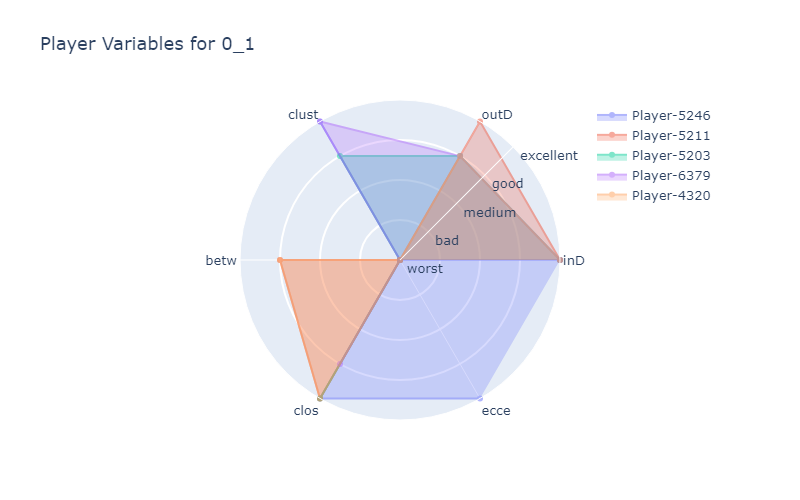 Player Variables for 0_1
clust
outD
excellent
good
medium
bad
worst
betw
inD
clos
ecce
Player-5246
Player-5211
Player-5203
Player-6379
Player-4320